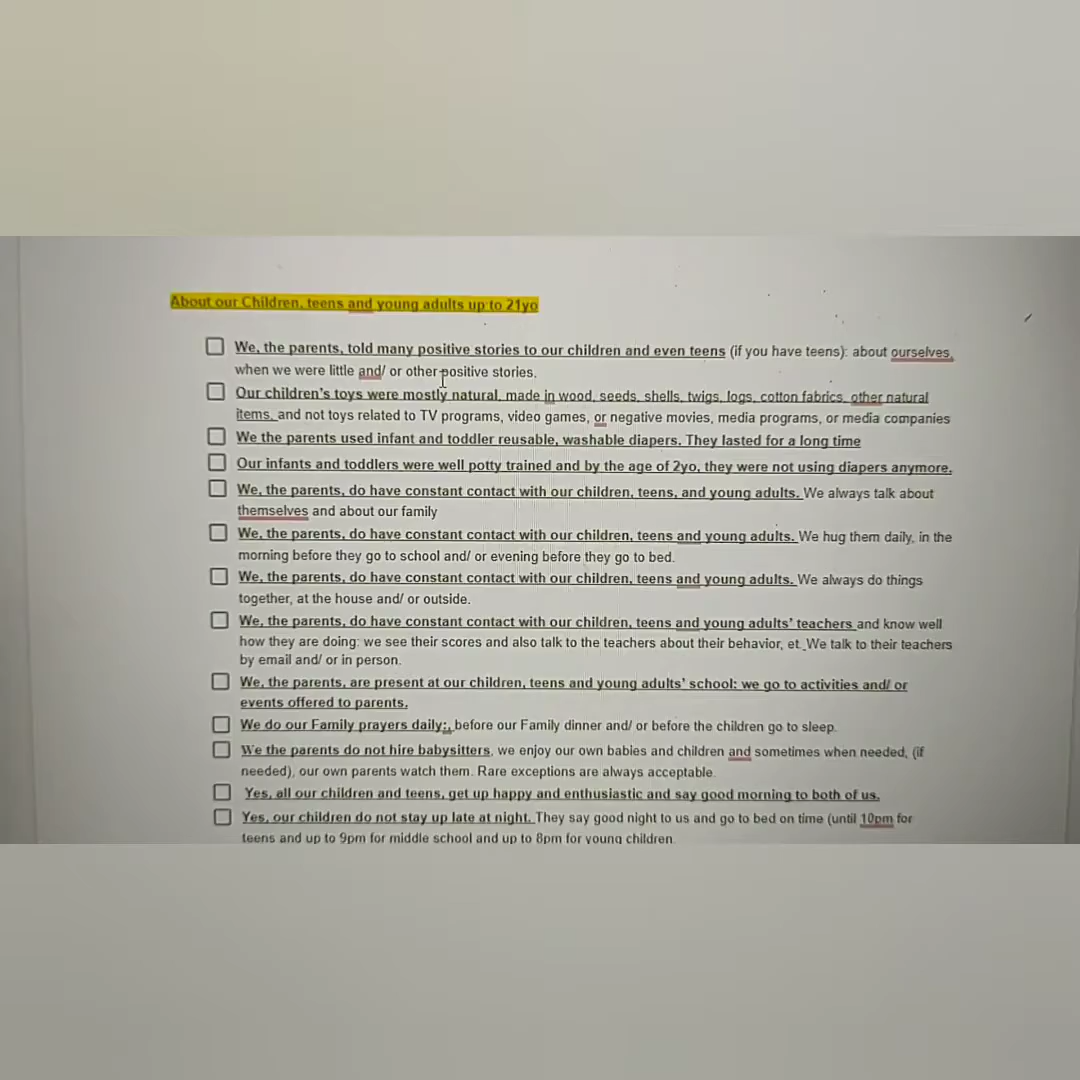 About our Children, teens and young adults up to 21yo
We, the parents, told many positive stories to our children and even teens (if you have teens): about ourselves,
when we were little and/ or other positive stories.
Our children's toys were mostly natural, made in wood, seeds, shells, twigs, logs, cotton fabrics, other natural
items, and not toys related to TV programs, video games, or negative movies, media programs, or media companies
We the parents used infant and toddler reusable, washable diapers. They lasted for a long time
Our infants and toddlers were well potty trained and by the age of 2yo, they were not using diapers anymore.
We, the parents, do have constant contact with our children, teens, and young adults. We always talk about
themselves and about our family
We, the parents, do have constant contact with our children, teens and young adults. We hug them daily, in the
morning before they go to school and/ or evening before they go to bed.
We, the parents, do have constant contact with our children, teens and young adults. We always do things
together, at the house and/ or outside.
We, the parents, do have constant contact with our children, teens and young adults' teachers and know well
how they are doing: we see their scores and also talk to the teachers about their behavior, et. We talk to their teachers
by email and/ or in person.
We, the parents, are present at our children, teens and young adults' school: we go to activities and/ or
events offered to parents.
We do our Family prayers daily;, before our Family dinner and/ or before the children go to sleep.
We the parents do not hire babysitters, we enjoy our own babies and children and sometimes when needed, (if
needed), our own parents watch them. Rare exceptions are always acceptable.
Yes, all our children and teens, get up happy and enthusiastic and say good morning to both of us.
Yes, our children do not stay up late at night. They say good night to us and go to bed on time (until 10pm for
teens and up to 9pm for middle school and up to 8pm for young children.